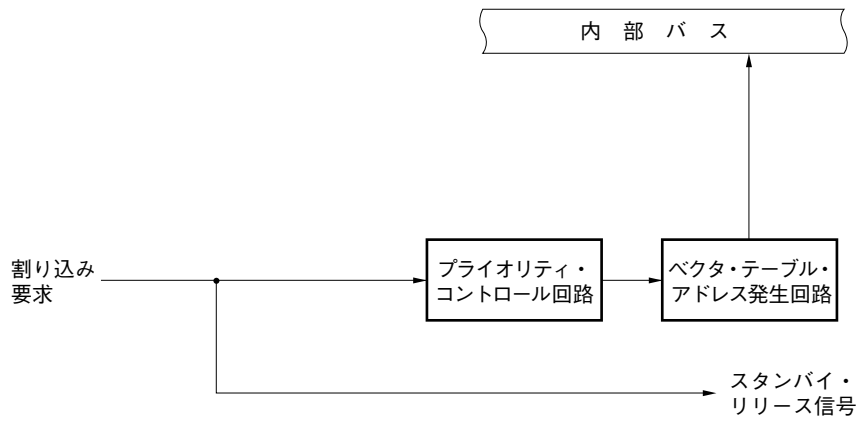 内 部 バ ス
割り込み
要求
プライオリティ・
コントロール回路
ベクタ・テーブル・
アドレス発生回路
スタンバイ・
リリース信号